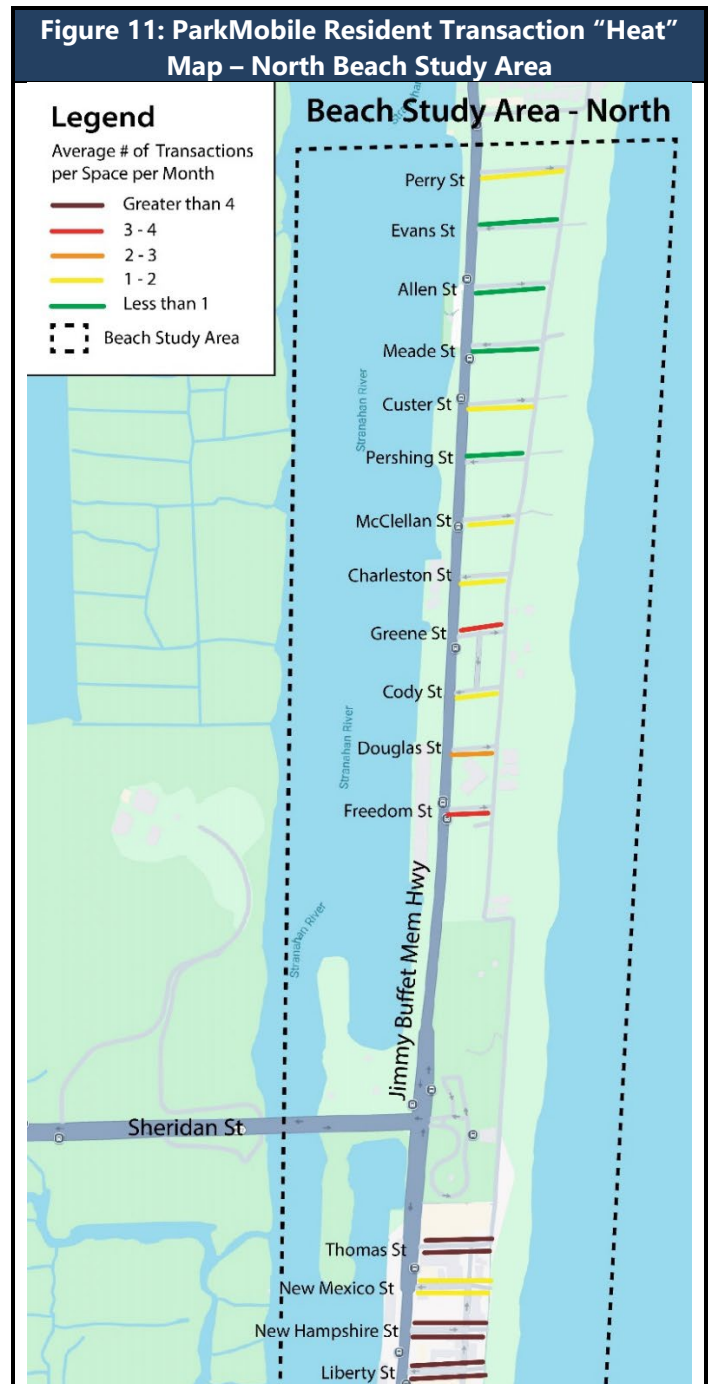 Figure 11: ParkMobile Resident Transaction “Heat”
Map – North Beach Study Area
Legend
Average # of Transactions
per Space per Month
Greater than 4
3 - 4
2 - 3
1 - 2
Less than 1
Beach Study Area
Beach Study Area - North
Perry St
Evans St
Allen St
Meade St
Custer St
Stranahan River
Pershing St
McClellan St
Charleston St
Greene St
Cody St
Stranahan River
Douglas St
Freedom St
Stranahan River
Jimmy Buffet Mem Hwy
Sheridan St
Thomas St
New Mexico St
New Hampshire St
Liberty St